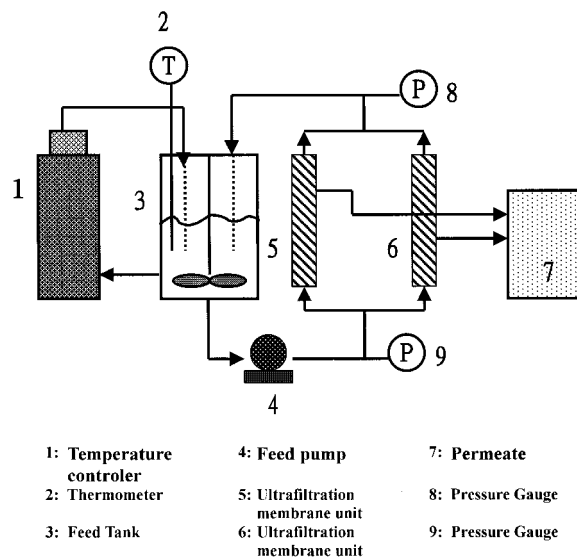 2
T
P
8
1
3
5
6
7
P
9
4
1: Temperature
controler
2: Thermometer
3: Feed Tank
4: Feed pump
5: Ultrafiltration
membrane unit
6: Ultrafiltration
membrane unit
7: Permeate
8: Pressure Gauge
9: Pressure Gauge